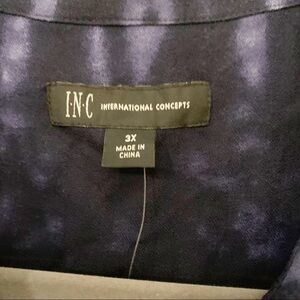 I·N·C INTERNATIONAL CONCEPTS
3X
MADE IN
CHINA